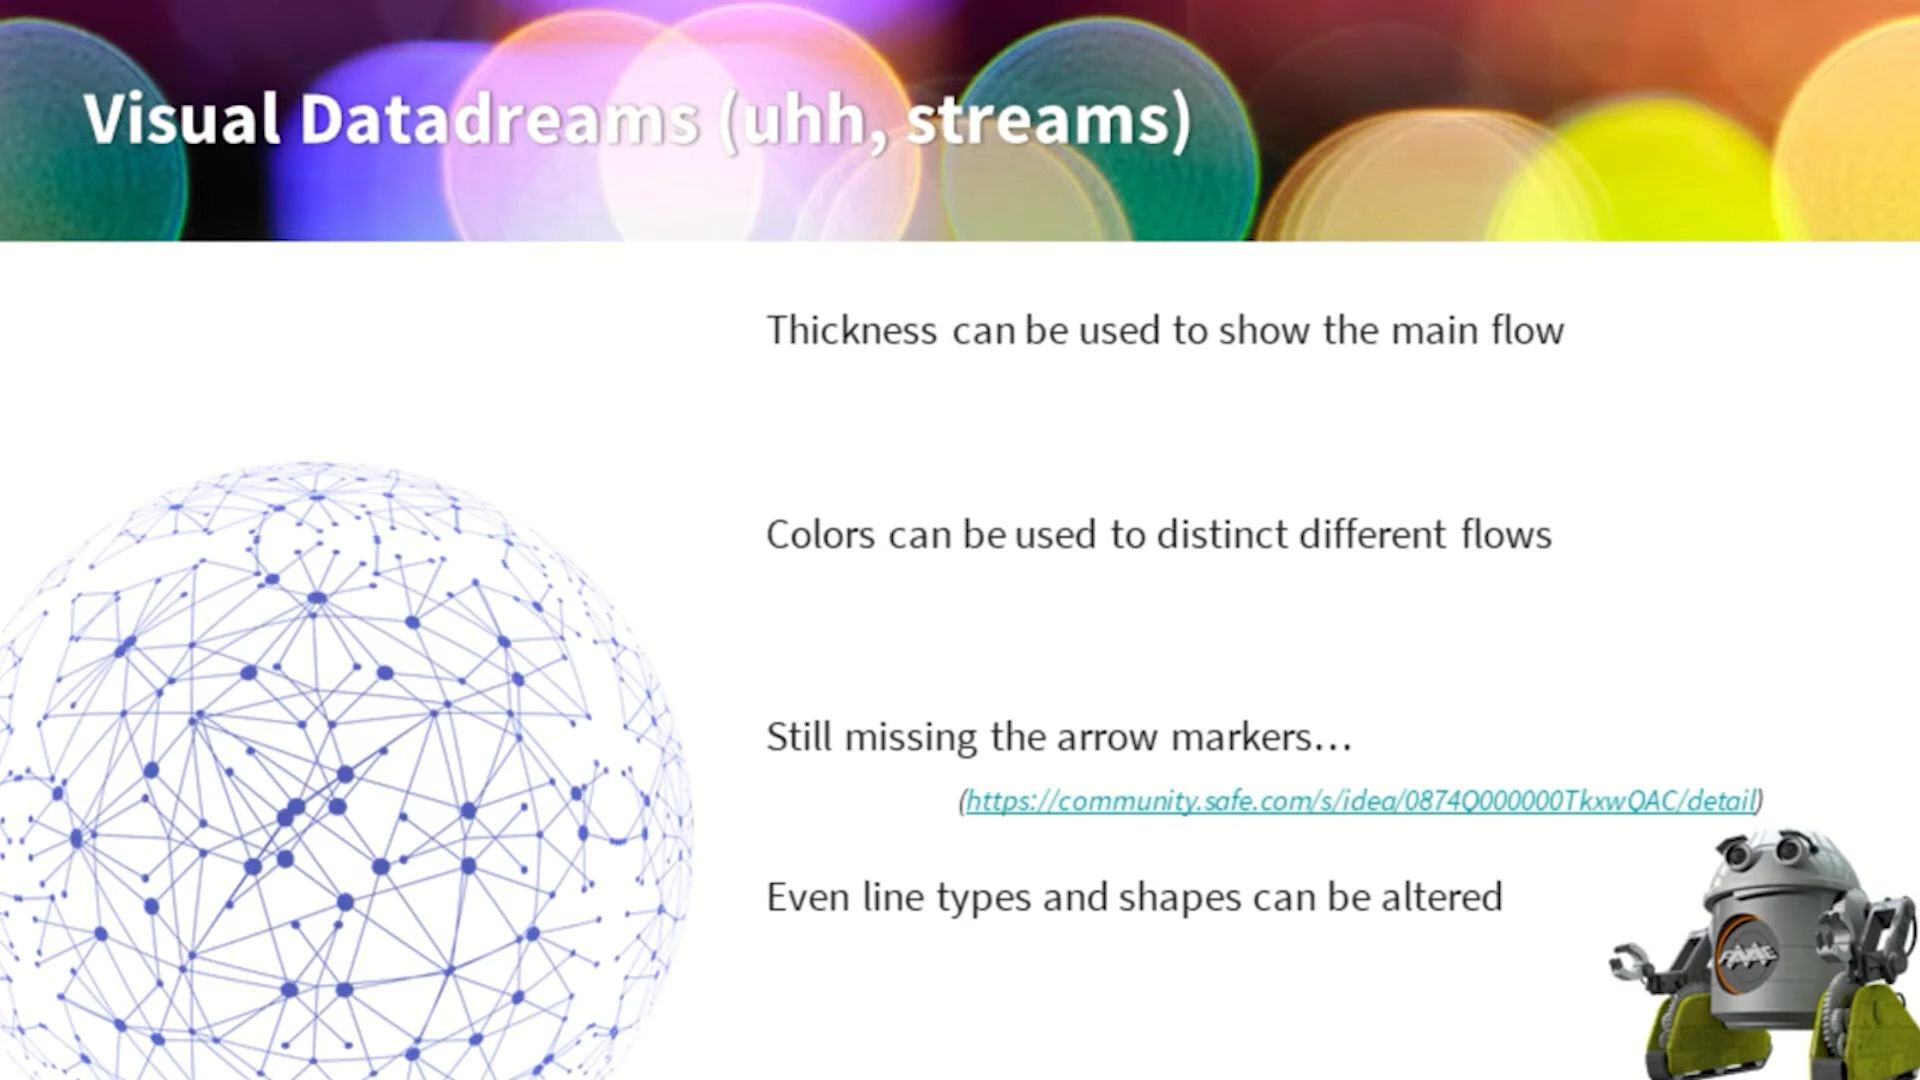 Visual Datadreams (uhh, streams)
Thickness can be used to show the main flow
Colors can be used to distinct different flows
Still missing the arrow markers…
(https://community.safe.com/s/idea/0874Q000000TkxwQAC/detail)
Even line types and shapes can be altered
FME